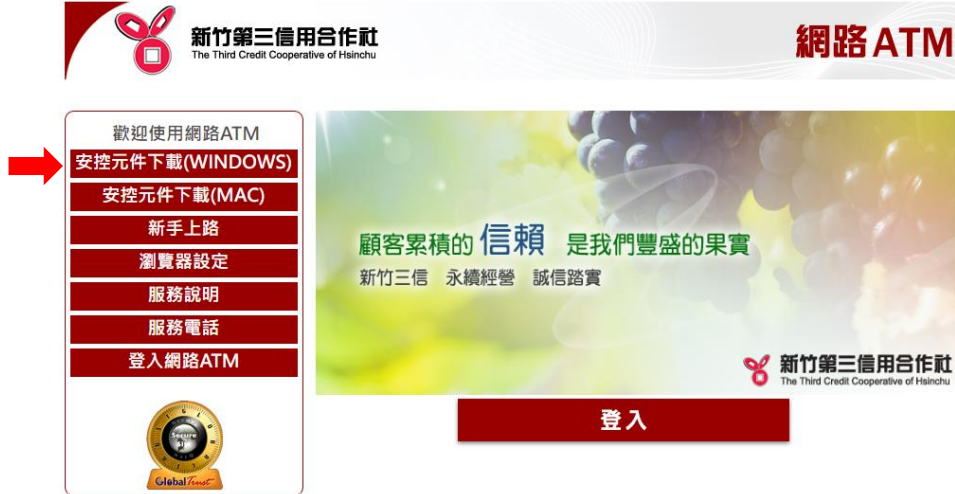 新竹第三信用合作社
The Third Credit Cooperative of Hsinchu
網路ATM
歡迎使用網路ATM
安控元件下載(WINDOWS)
安控元件下載(MAC)
新手上路
瀏覽器設定
服務說明
服務電話
登入網路ATM
Secure
GlobalTrust
顧客累積的 信賴 是我們豐盛的果實
新竹三信 永續經營 誠信踏實
新竹第三信用合作社
The Third Credit Cooperative of Hsinchu
登入